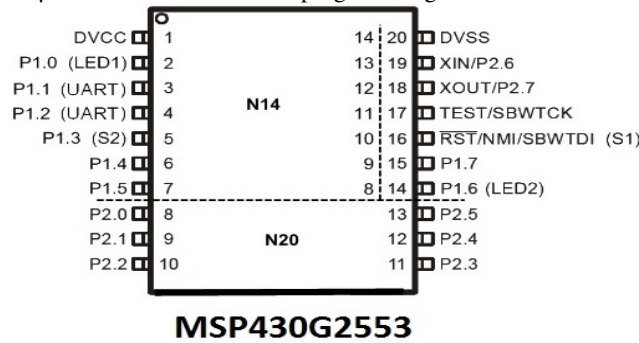 DVCC 1 14 20 DVSS
P1.0 (LED1) 2 13 19 XIN/P2.6
P1.1 (UART) 3 12 18 XOUT/P2.7
N14
P1.2 (UART) 4 11 17 TEST/SBWTCK
P1.3 (S2) 5 10 16 RST/NMI/SBWTDI (S1)
P1.4 6 9 15 P1.7
P1.5 7 8 14 P1.6 (LED2)
P2.0 8 13 P2.5
P2.1 9 N20 12 P2.4
P2.2 10 11 P2.3
MSP430G2553